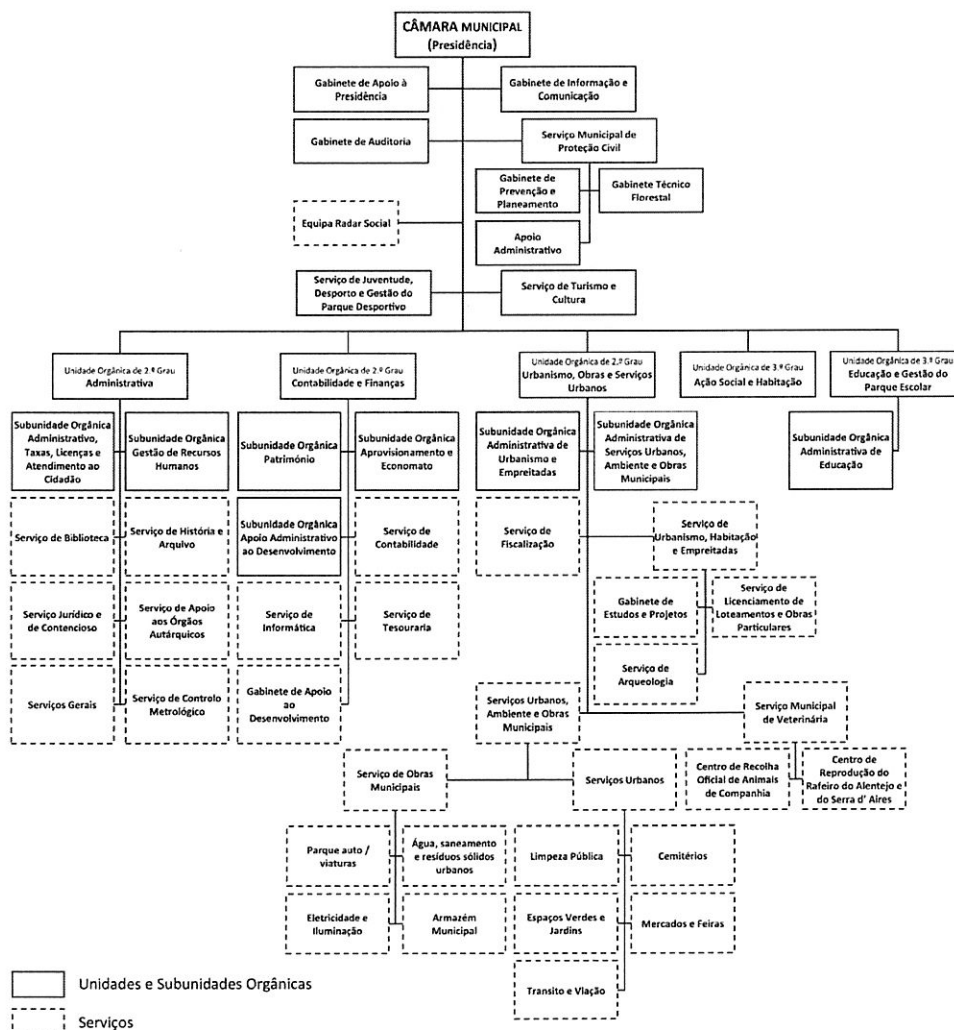 CÂMARA MUNICIPAL
(Presidência)
Gabinete de Apoio à
Presidência
Gabinete de Informação e
Comunicação
Gabinete de Auditoria
Serviço Municipal de
Proteção Civil
Gabinete de
Prevenção e
Planeamento
Gabinete Técnico
Florestal
Equipa Radar Social
Apoio
Administrativo
Serviço de Juventude,
Desporto e Gestão do
Parque Desportivo
Serviço de Turismo e
Cultura
Unidade Orgânica de 2.º Grau
Administrativa
Unidade Orgânica de 2.º Grau
Contabilidade e Finanças
Unidade Orgânica de 2.º Grau
Urbanismo, Obras e Serviços
Urbanos
Unidade Orgânica de 3.º Grau
Ação Social e Habitação
Unidade Orgânica de 3.º Grau
Educação e Gestão do
Parque Escolar
Subunidade Orgânica
Administrativo,
Taxas, Licenças e
Atendimento ao
Cidadão
Subunidade Orgânica
Gestão de Recursos
Humanos
Subunidade Orgânica
Património
Subunidade Orgânica
Aprovisionamento e
Economato
Subunidade Orgânica
Administrativa de
Urbanismo e
Empreitadas
Subunidade Orgânica
Administrativa de
Serviços Urbanos,
Ambiente e Obras
Municipais
Subunidade Orgânica
Administrativa de
Educação
Serviço de Biblioteca
Serviço de História e
Arquivo
Subunidade Orgânica
Apoio Administrativo
ao Desenvolvimento
Serviço de
Contabilidade
Serviço de
Fiscalização
Serviço de
Urbanismo, Habitação
e Empreitadas
Serviço Jurídico e
de Contencioso
Serviço de Apoio
aos Órgãos
Autárquicos
Serviço de
Informática
Serviço de
Tesouraria
Gabinete de
Estudos e Projetos
Serviço de
Licenciamento de
Loteamentos e Obras
Particulares
Serviço de
Arqueologia
Serviços Gerais
Serviço de Controlo
Metrológico
Gabinete de Apoio
ao
Desenvolvimento
Serviços Urbanos,
Ambiente e Obras
Municipais
Serviço Municipal
de Veterinária
Serviço de Obras
Municipais
Serviços Urbanos
Centro de Recolha
Oficial de Animais
de Companhia
Centro de
Reprodução do
Rafeiro do Alentejo e
do Serra d' Aires
Parque auto /
viaturas
Água, saneamento
e resíduos sólidos
urbanos
Limpeza Pública
Cemitérios
Eletricidade e
Iluminação
Armazém
Municipal
Espaços Verdes e
Jardins
Mercados e Feiras
Transito e Viação
Unidades e Subunidades Orgânicas
Serviços